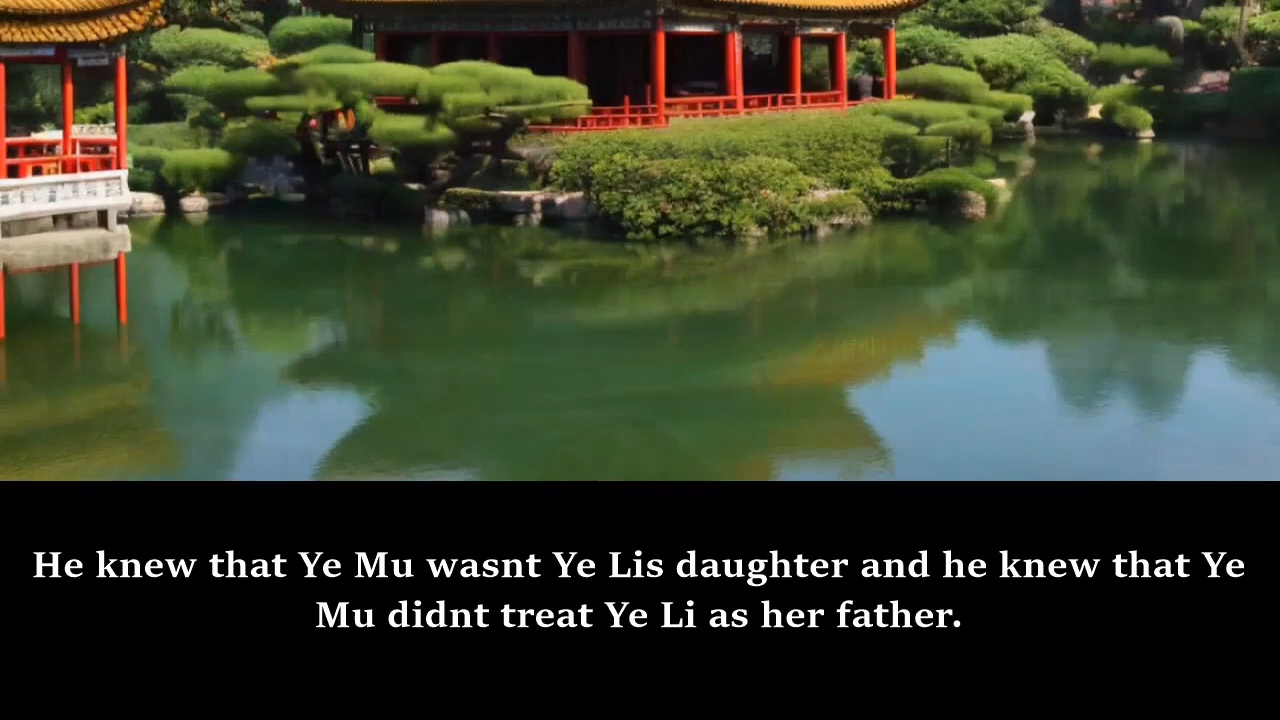 He knew that Ye Mu wasnt Ye Lis daughter and he knew that Ye
Mu didnt treat Ye Li as her father.